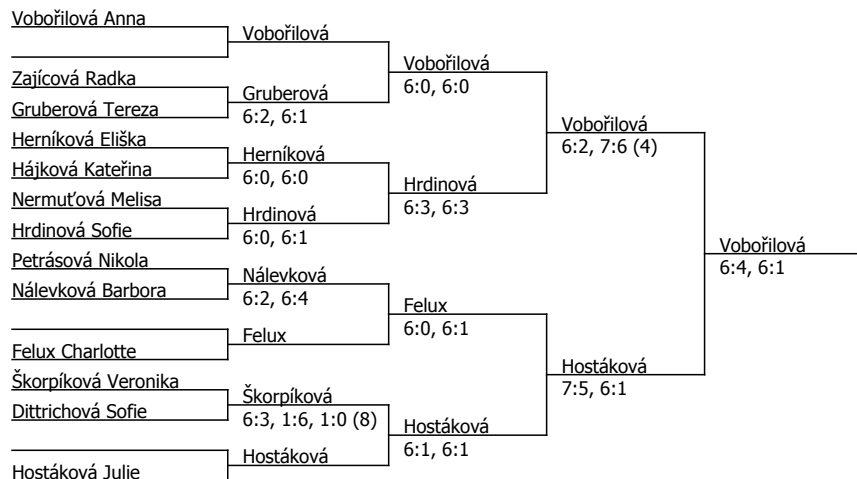 Vobořilová Anna
Vobořilová
Vobořilová
6:0, 6:0
Zajícová Radka
Gruberová
6:2, 6:1
Gruberová Tereza
Vobořilová
6:2, 7:6 (4)
Herníková Eliška
Herníková
6:0, 6:0
Hájková Kateřina
Hrdinová
6:3, 6:3
Nermuťová Melisa
Hrdinová
6:0, 6:1
Hrdinová Sofie
Vobořilová
6:4, 6:1
Petrásová Nikola
Nálevková
6:2, 6:4
Nálevková Barbora
Felux
6:0, 6:1
Felux
Felux Charlotte
Hostáková
7:5, 6:1
Škorpíková Veronika
Škorpíková
6:3, 1:6, 1:0 (8)
Dittrichová Sofie
Hostáková
6:1, 6:1
Hostáková
Hostáková Julie